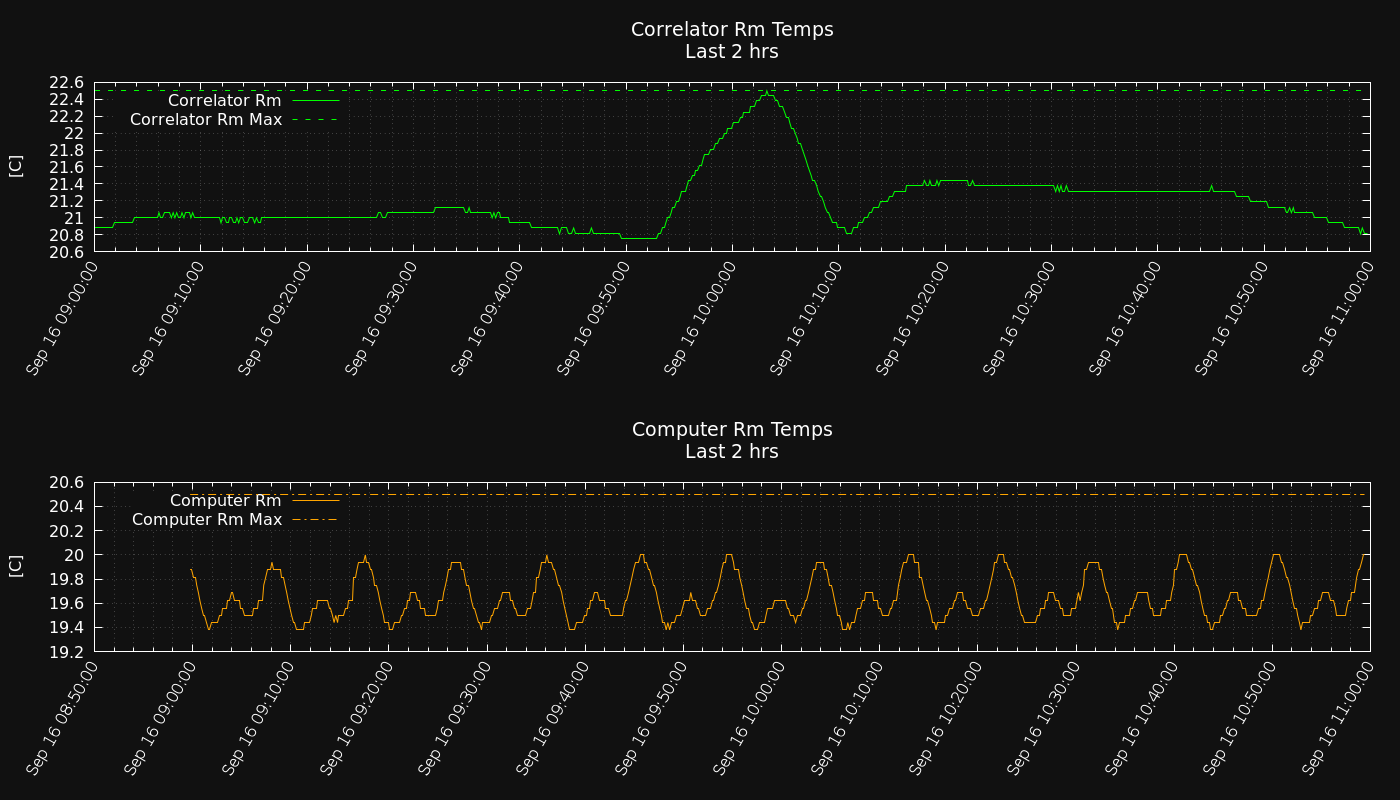 Correlator Rm Temps
Last 2 hrs
[C]
22.6
22.4
22.2
22
21.8
21.6
21.4
21.2
21
20.8
20.6
Correlator Rm
Correlator Rm Max
Sep 16 09:00:00
Sep 16 09:10:00
Sep 16 09:20:00
Sep 16 09:30:00
Sep 16 09:40:00
Sep 16 09:50:00
Sep 16 10:00:00
Sep 16 10:10:00
Sep 16 10:20:00
Sep 16 10:30:00
Sep 16 10:40:00
Sep 16 10:50:00
Sep 16 11:00:00
Computer Rm Temps
Last 2 hrs
[C]
20.6
20.4
20.2
20
19.8
19.6
19.4
19.2
Computer Rm
Computer Rm Max
Sep 16 08:50:00
Sep 16 09:00:00
Sep 16 09:10:00
Sep 16 09:20:00
Sep 16 09:30:00
Sep 16 09:40:00
Sep 16 09:50:00
Sep 16 10:00:00
Sep 16 10:10:00
Sep 16 10:20:00
Sep 16 10:30:00
Sep 16 10:40:00
Sep 16 10:50:00
Sep 16 11:00:00